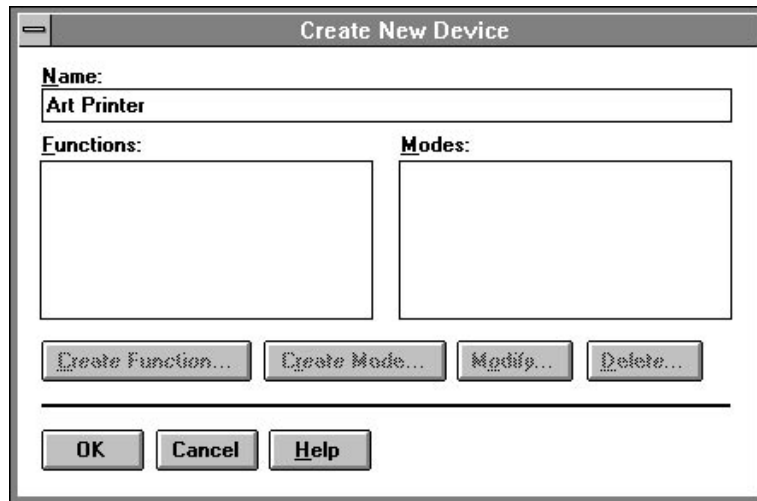 Create New Device
Name:
Art Printer
Functions: Modes:
Create Function... Create Mode... Modify... Delete...
OK Cancel Help